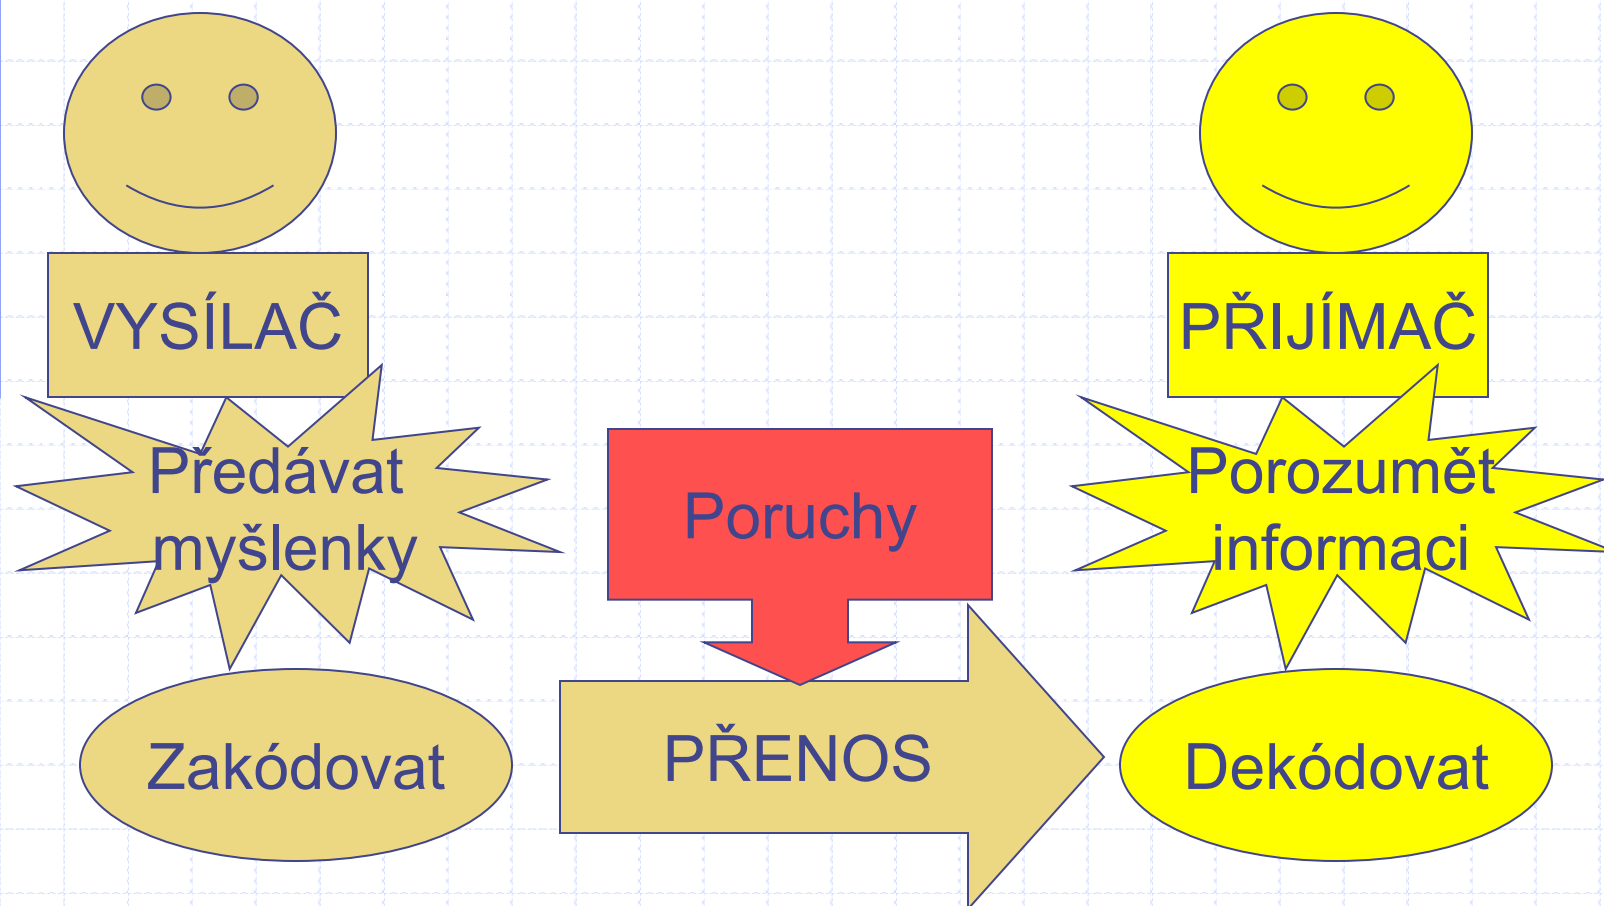 VYSÍLAČ
PŘIJÍMAČ
Předávat
myšlenky
Poruchy
Porozumět
informaci
Zakódovat
PŘENOS
Dekódovat